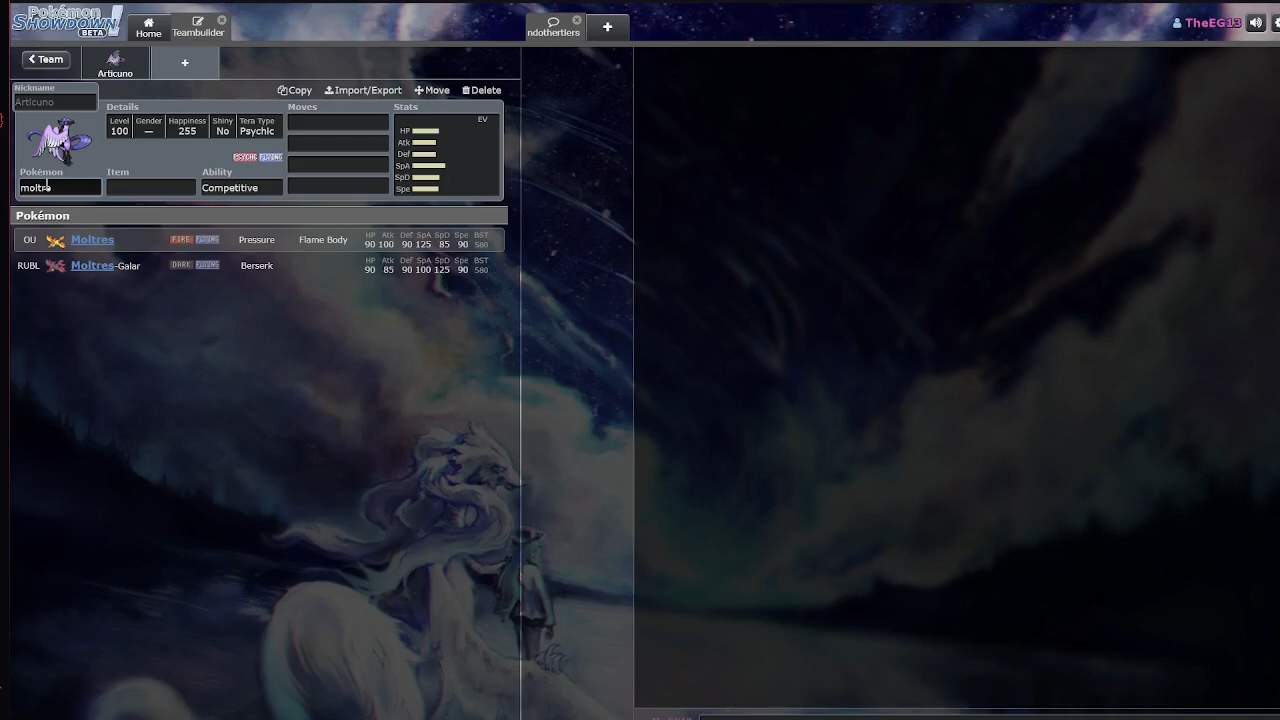 Pokémon
SHOWDOWN!
BETA
Home
Teambuilder
ndothertlers
+
TheEG13
Team
Articuno
+
Copy
Import/Export
Move
Delete
Nickname
Articuno
Details
Moves
Stats
Level
Gender
Happiness
Shiny
Tera Type
100
—
255
No
Psychic
EV
HP
Atk
Def
SpA
SpD
Spe
PSYCHC FLYING
Pokémon
Item
Ability
moltre
Competitive
Pokémon
HP Atk Def SpA SpD Spe BST
OU Moltres FIRE FLYING Pressure Flame Body 90 100 90 125 85 90 580
HP Atk Def SpA SpD Spe BST
RUBL Moltres-Galar DARK FLYING Berserk 90 85 90 100 125 90 580